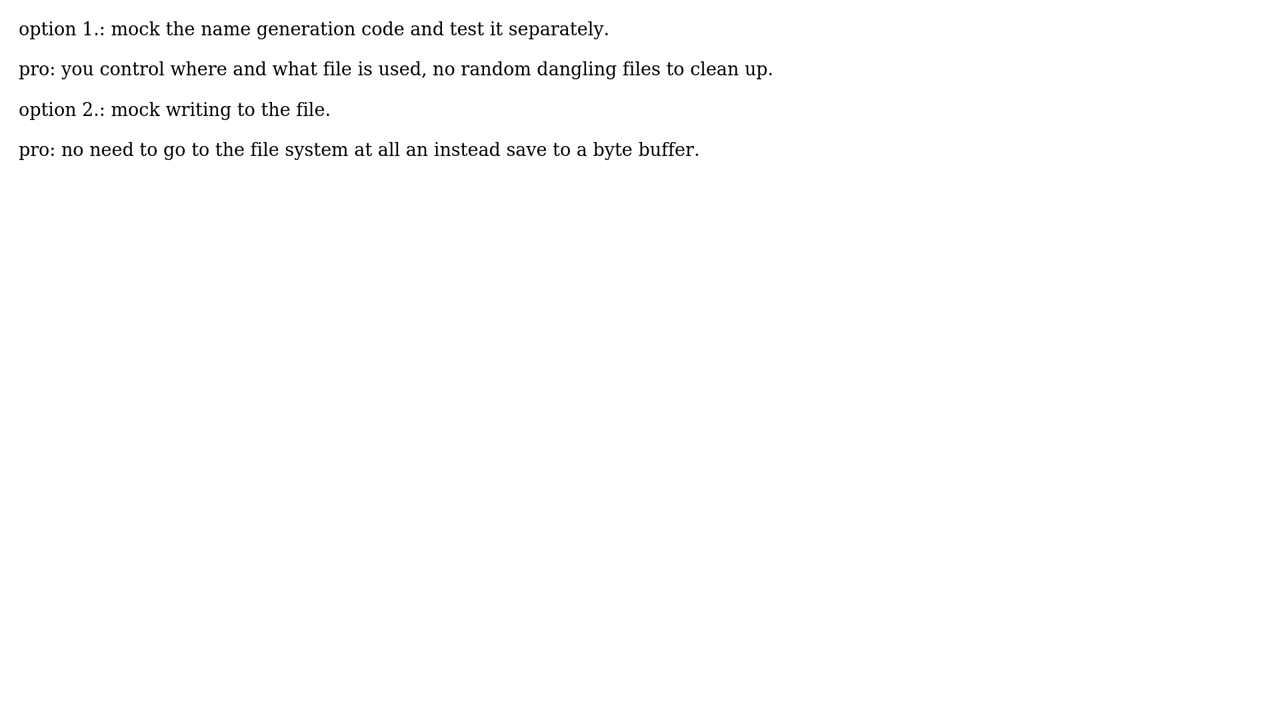 option 1.: mock the name generation code and test it separately.
pro: you control where and what file is used, no random dangling files to clean up.
option 2.: mock writing to the file.
pro: no need to go to the file system at all an instead save to a byte buffer.